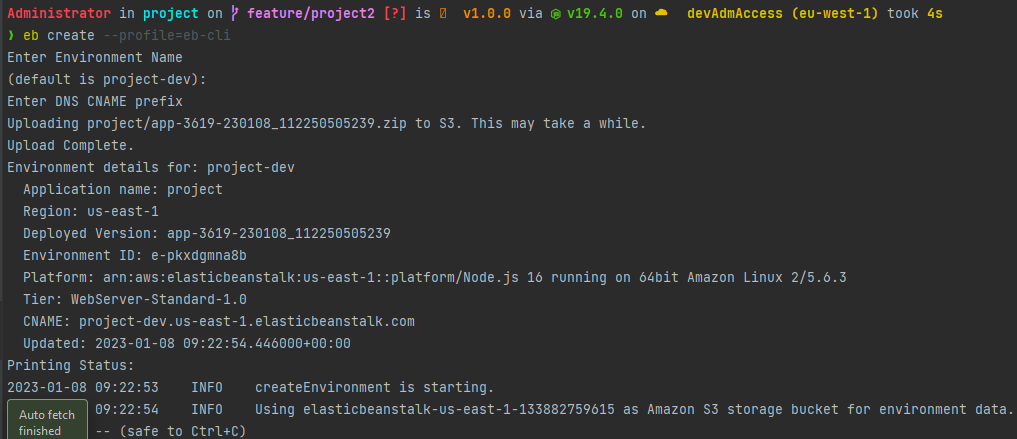 Administrator in project on feature/project2 [?] is v1.0.0 via v19.4.0 on devAdmAccess (eu-west-1) took 4s
❯ eb create --profile=eb-cli
Enter Environment Name
(default is project-dev):
Enter DNS CNAME prefix
Uploading project/app-3619-230108_112250505239.zip to S3. This may take a while.
Upload Complete.
Environment details for: project-dev
Application name: project
Region: us-east-1
Deployed Version: app-3619-230108_112250505239
Environment ID: e-pkxdgmna8b
Platform: arn:aws:elasticbeanstalk:us-east-1::platform/Node.js 16 running on 64bit Amazon Linux 2/5.6.3
Tier: WebServer-Standard-1.0
CNAME: project-dev.us-east-1.elasticbeanstalk.com
Updated: 2023-01-08 09:22:54.446000+00:00
Printing Status:
2023-01-08 09:22:53 INFO createEnvironment is starting.
09:22:54 INFO Using elasticbeanstalk-us-east-1-133882759615 as Amazon S3 storage bucket for environment data.
-- (safe to Ctrl+C)
Auto fetch
finished